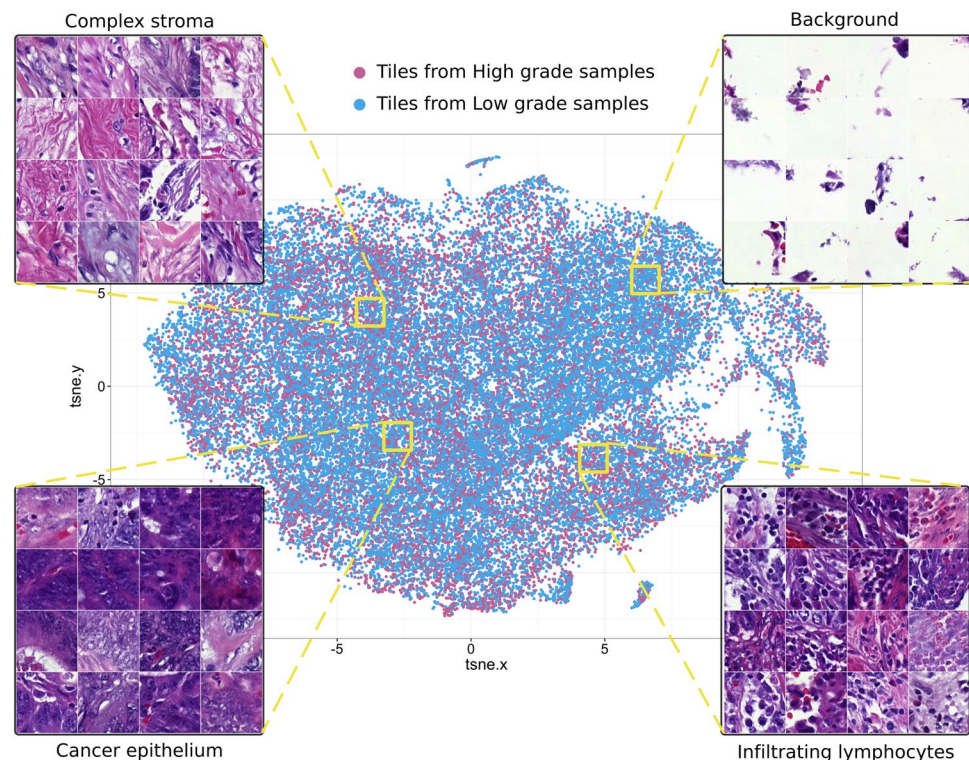 Complex stroma
Background
Tiles from High grade samples
Tiles from Low grade samples
5
0
-5
tsne.y
-5
0
5
tsne.x
Cancer epithelium
Infiltrating lymphocytes